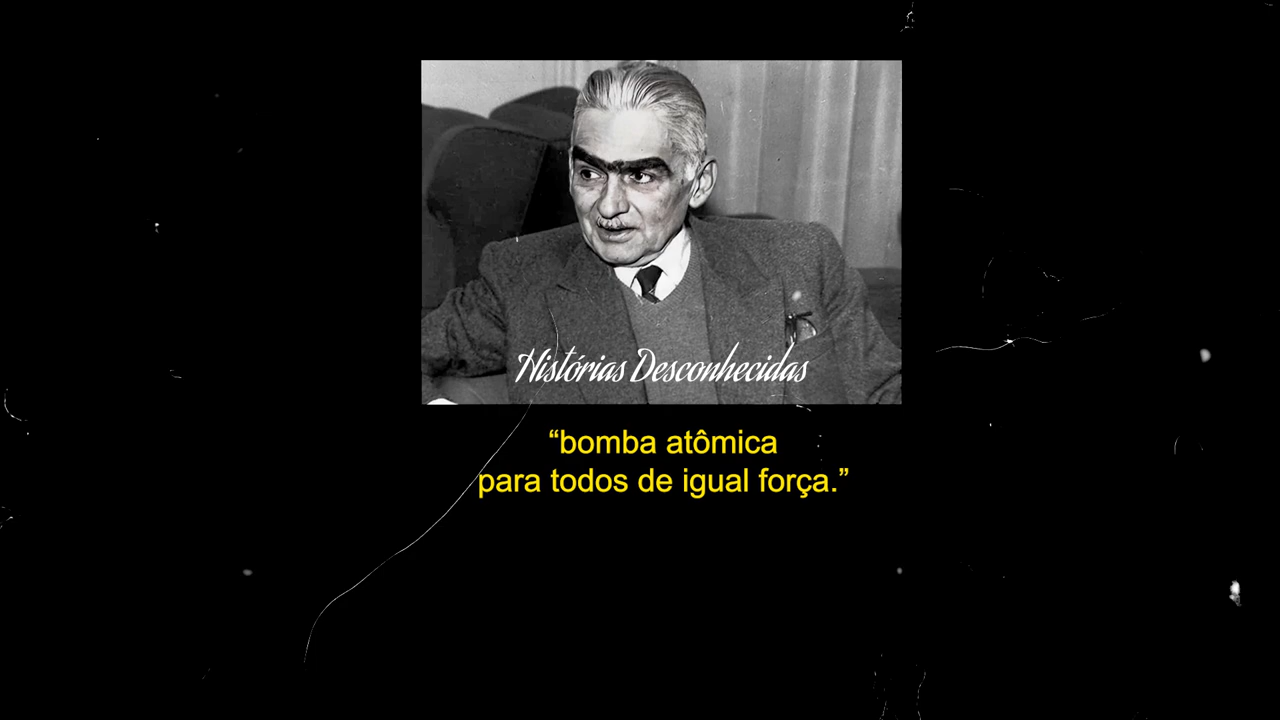 Histórias Desconhecidas
“bomba atômica
para todos de igual força.”